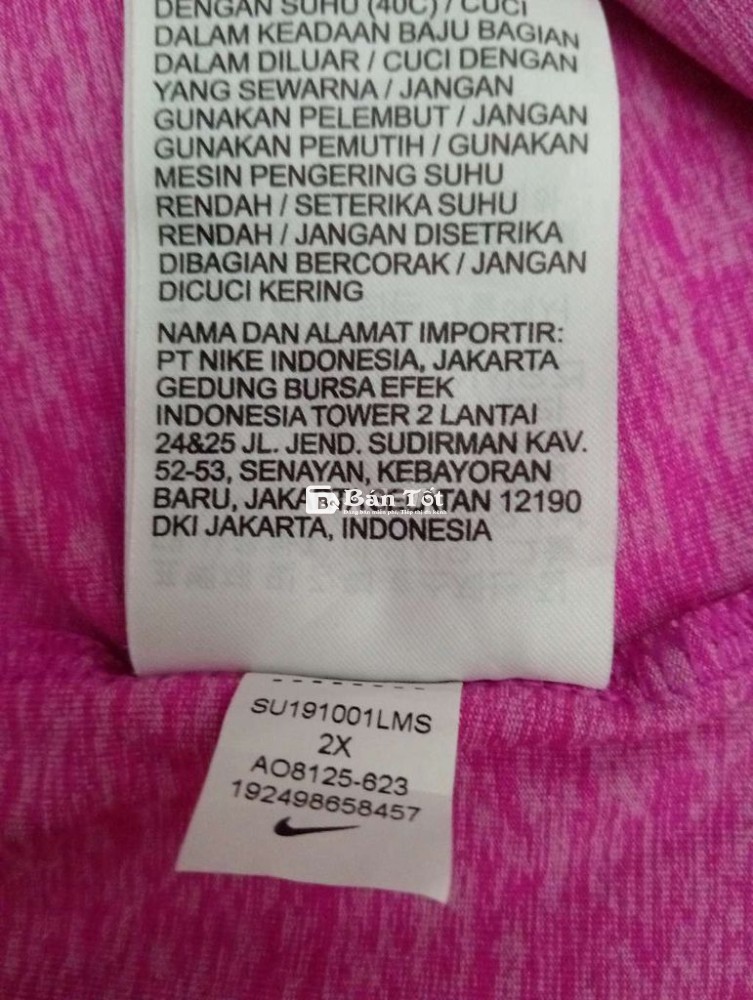 DENGAN SUHU (40C) / CUCI
DALAM KEADAAN BAJU BAGIAN
DALAM DILUAR / CUCI DENGAN
YANG SEWARNA / JANGAN
GUNAKAN PELEMBUT / JANGAN
GUNAKAN PEMUTIH / GUNAKAN
MESIN PENGERING SUHU
RENDAH / SETERIKA SUHU
RENDAH / JANGAN DISETRIKA
DIBAGIAN BERCORAK / JANGAN
DICUCI KERING
NAMA DAN ALAMAT IMPORTIR:
PT NIKE INDONESIA, JAKARTA
GEDUNG BURSA EFEK
INDONESIA TOWER 2 LANTAI
24&25 JL. JEND. SUDIRMAN KAV.
52-53, SENAYAN, KEBAYORAN
BARU, 12190
Bán Tốt
DKI JAKARTA, INDONESIA
SU191001LMS
2X
AO8125-623
192498658457